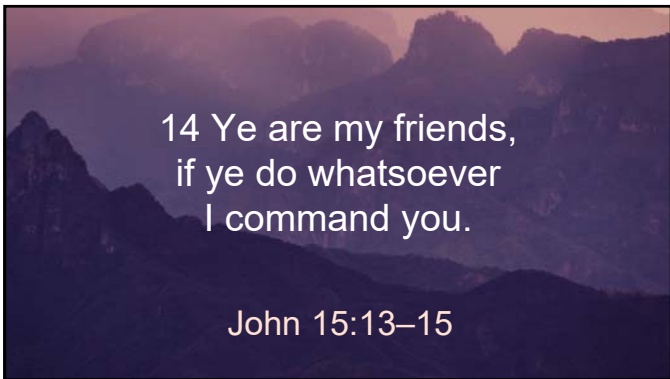 14 Ye are my friends,
if ye do whatsoever
I command you.
John 15:13–15